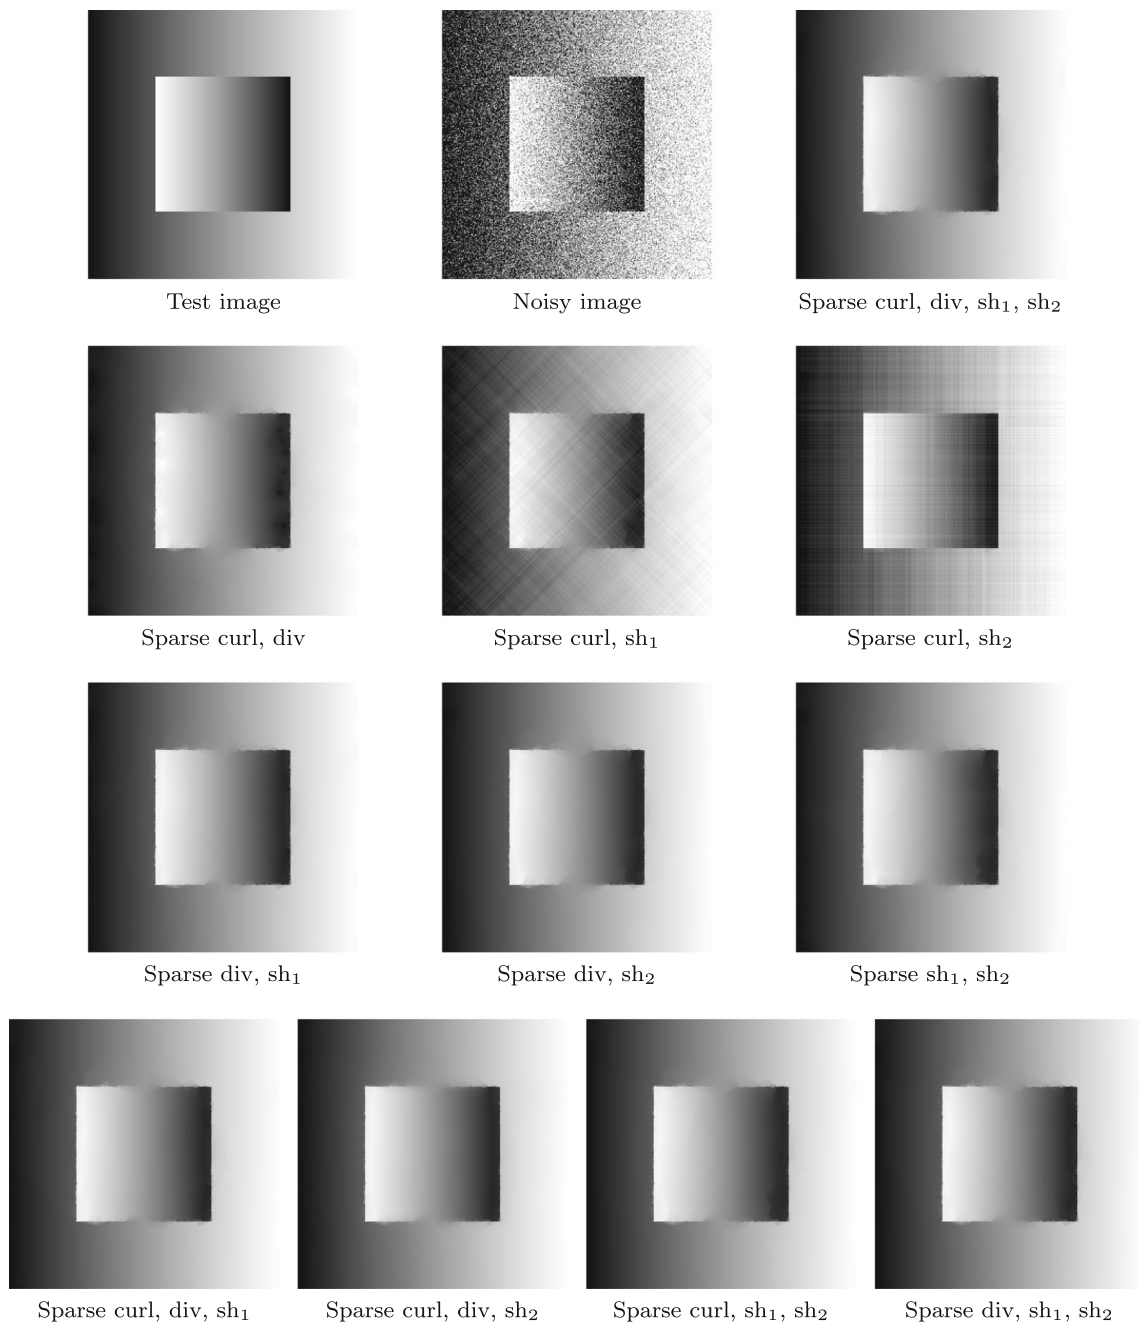 Test image
Noisy image
Sparse curl, div, sh₁, sh₂
Sparse curl, div
Sparse curl, sh₁
Sparse curl, sh₂
Sparse div, sh₁
Sparse div, sh₂
Sparse sh₁, sh₂
Sparse curl, div, sh₁
Sparse curl, div, sh₂
Sparse curl, sh₁, sh₂
Sparse div, sh₁, sh₂